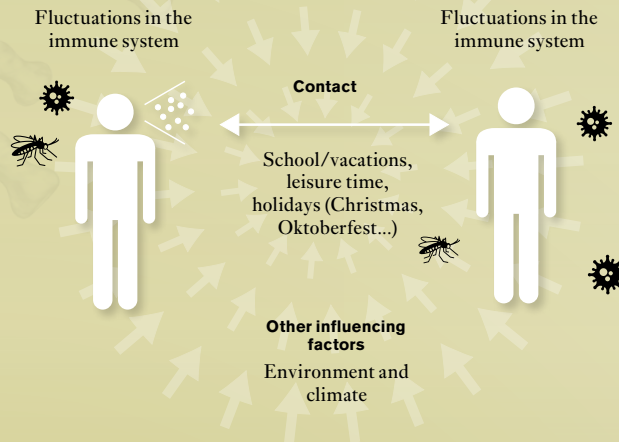 Fluctuations in the
immune system
Fluctuations in the
immune system
Contact
School/vacations,
leisure time,
holidays (Christmas,
Oktoberfest...)
Other influencing
factors
Environment and
climate